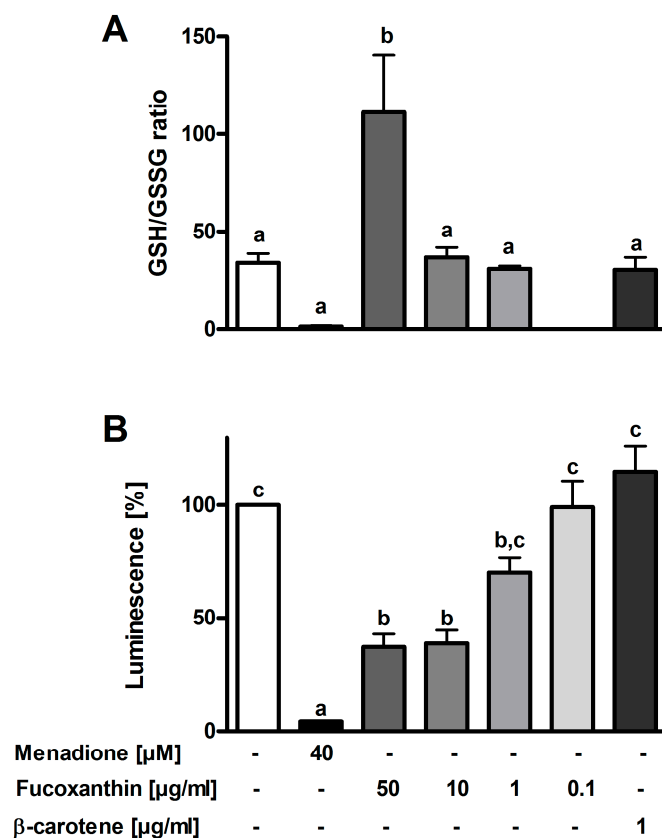 A
150
b
100
GSH/GSSG ratio
50
a
a
a
a
a
0
B
c
c
c
100
b,c
Luminescence [%]
50
b
b
a
0
Menadione [µM] - 40 - - - - -
Fucoxanthin [µg/ml] - - 50 10 1 0.1 -
β-carotene [µg/ml] - - - - - - 1